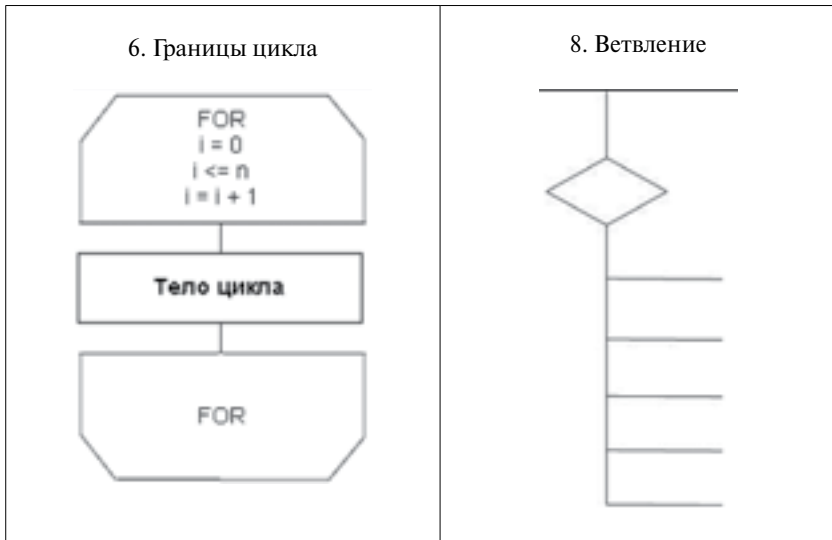 6. Границы цикла
FOR
i = 0
i <= n
i = i + 1
Тело цикла
FOR
8. Ветвление